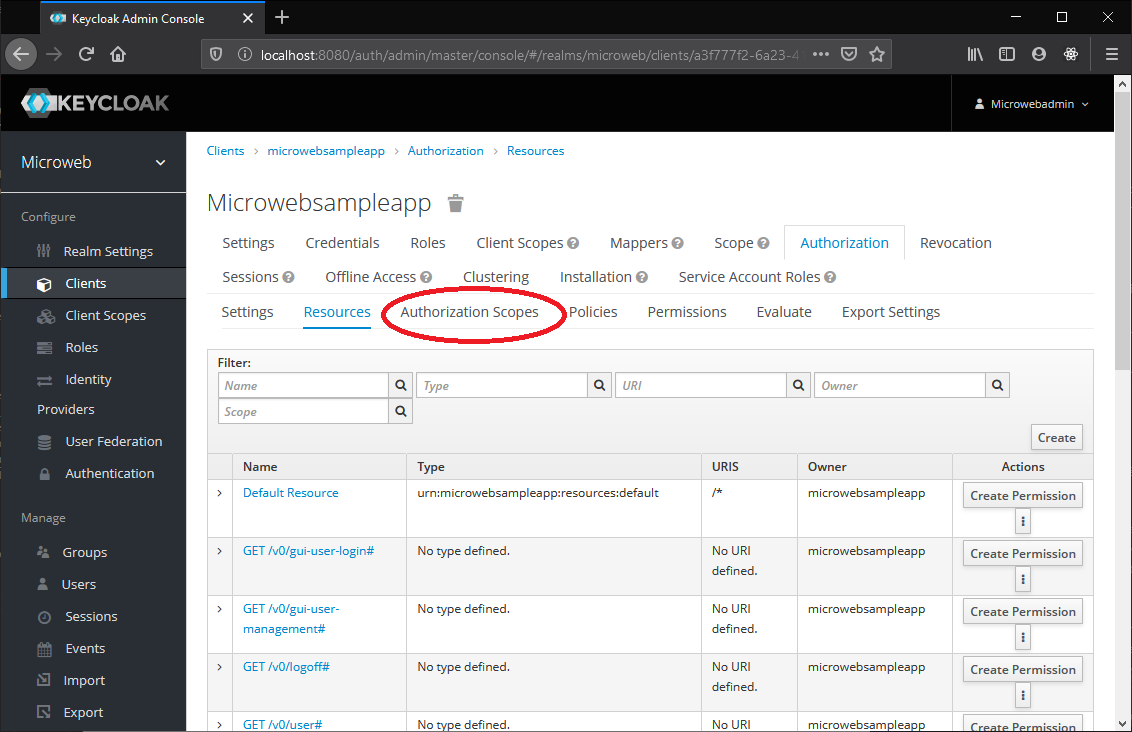 Keycloak Admin Console
localhost:8080/auth/admin/master/console/#/realms/microweb/clients/a3f777f2-6a23-4
KEYCLOAK
Microwebadmin
Microweb
Configure
Realm Settings
Clients
Client Scopes
Roles
Identity
Providers
User Federation
Authentication
Manage
Groups
Users
Sessions
Events
Import
Export
Clients > microwebsampleapp > Authorization > Resources
Microwebsampleapp
Settings Credentials Roles Client Scopes Mappers Scope Authorization Revocation
Sessions Offline Access Clustering Installation Service Account Roles
Settings Resources Authorization Scopes Policies Permissions Evaluate Export Settings
Filter:
Name Type URI Owner
Scope
Create
Name Type URIS Owner Actions
Default Resource urn:microwebsampleapp:resources:default /* microwebsampleapp Create Permission
GET /v0/gui-user-login# No type defined. No URI microwebsampleapp Create Permission
defined.
GET /v0/gui-user- No type defined. No URI microwebsampleapp Create Permission
management# defined.
GET /v0/logoff# No type defined. No URI microwebsampleapp Create Permission
defined.
GET /v0/user# No type defined. No URI microwebsampleapp Create Permission